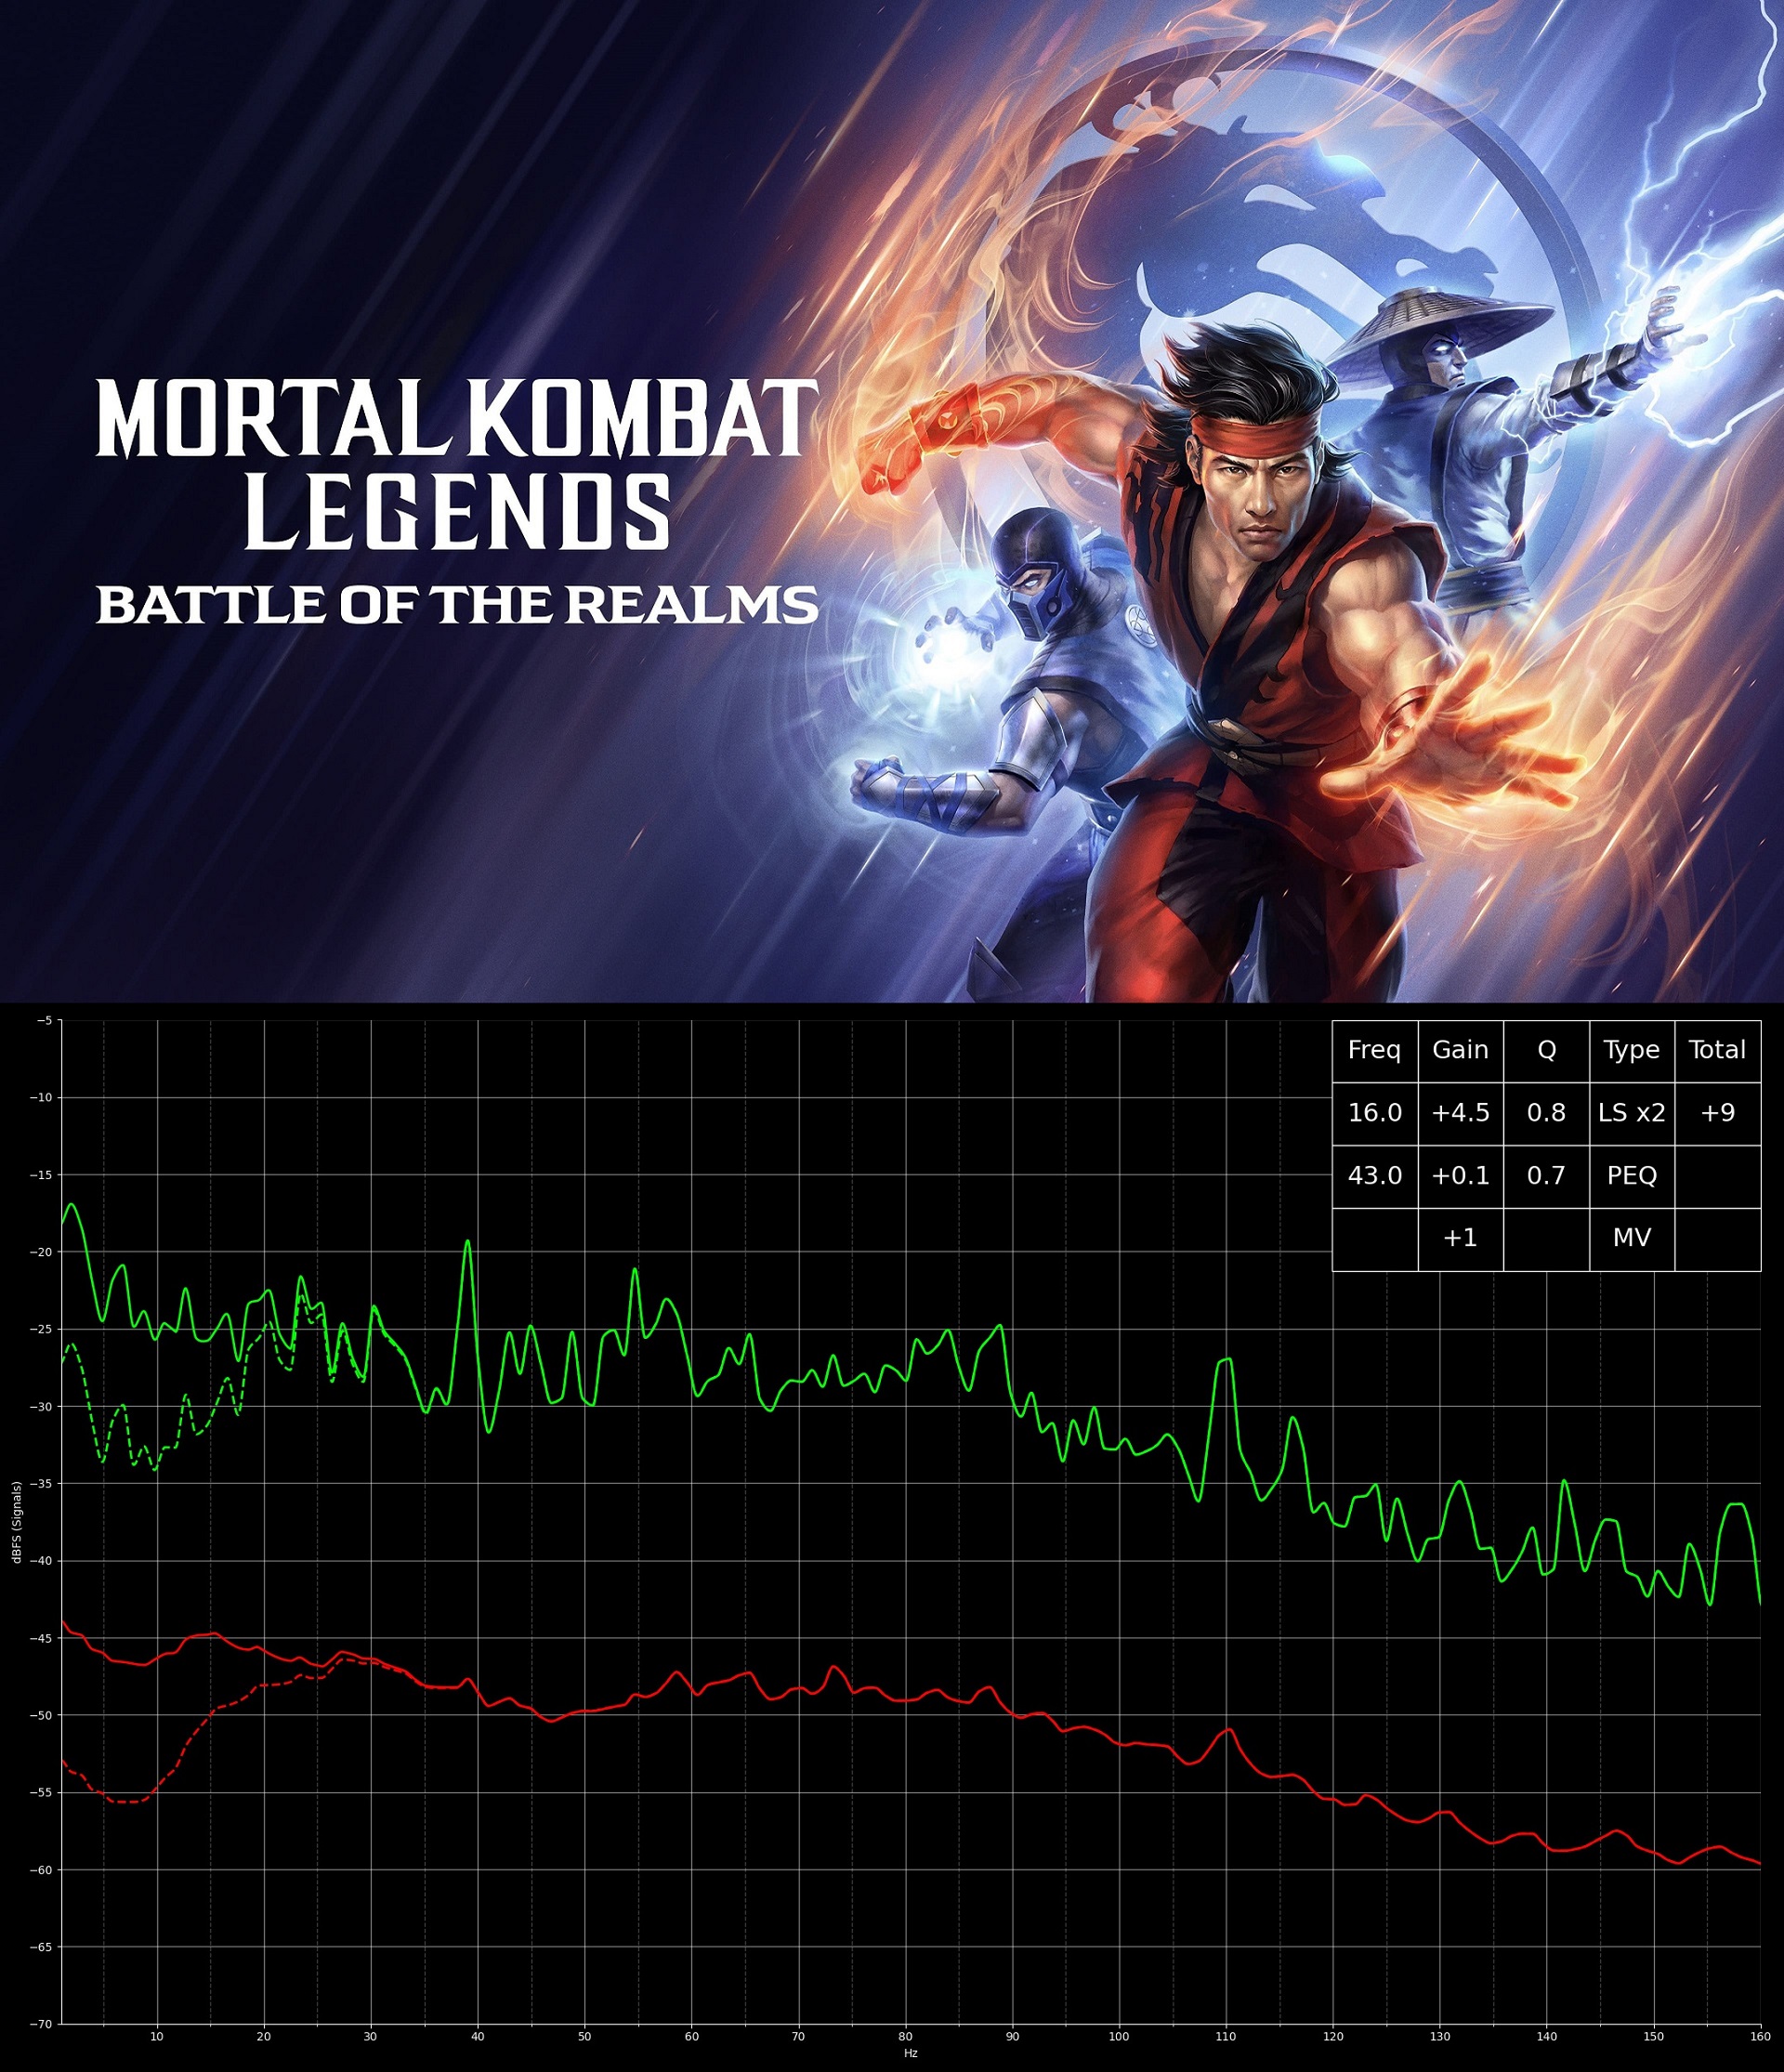 MORTAL KOMBAT
LEGENDS
BATTLE OF THE REALMS
Freq Gain Q Type Total
16.0 +4.5 0.8 LS x2 +9
43.0 +0.1 0.7 PEQ
+1 MV
−5
−10
−15
−20
−25
−30
−35
−40
−45
−50
−55
−60
−65
−70
dBFS (Signals)
10 20 30 40 50 60 70 80 90 100 110 120 130 140 150 160
Hz